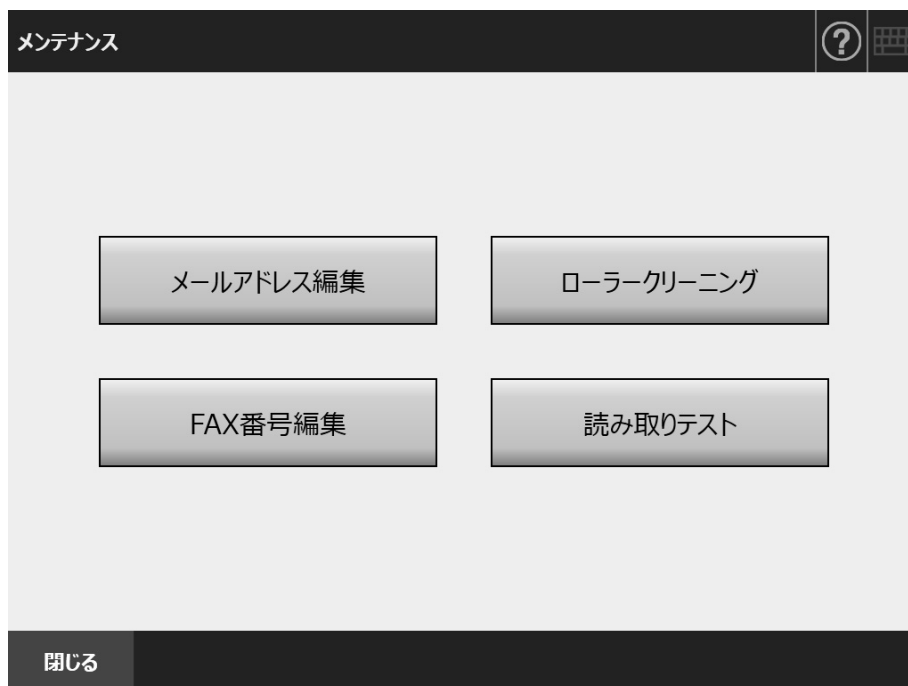 メンテナンス
?
メールアドレス編集
ローラークリーニング
FAX番号編集
読み取りテスト
閉じる